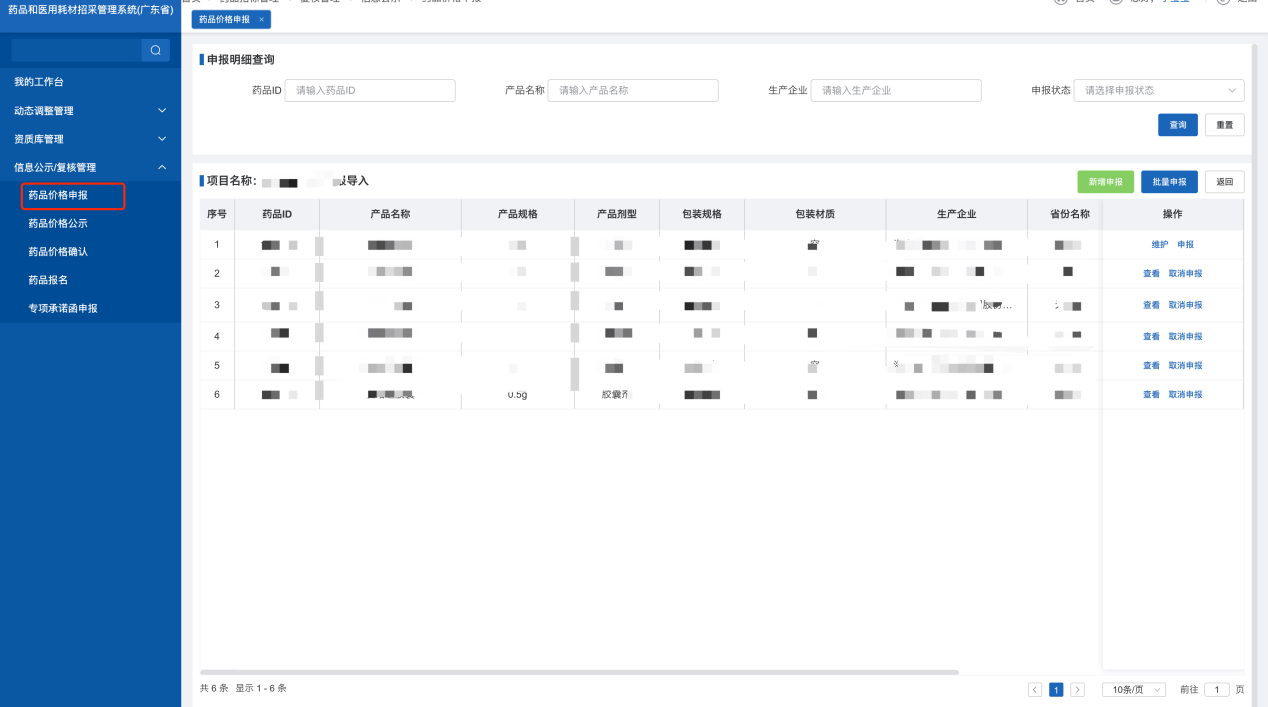 药品和医用耗材招采管理系统(广东省)
药品价格申报 ×
我的工作台
动态调整管理
资质库管理
信息公示/复核管理
药品价格申报
药品价格公示
药品价格确认
药品报名
专项承诺函申报
申报明细查询
药品ID 请输入药品ID 产品名称 请输入产品名称 生产企业 请输入生产企业 申报状态 请选择申报状态
查询 重置
项目名称: 导入 新增申报 批量申报 返回
序号 药品ID 产品名称 产品规格 产品剂型 包装规格 包装材质 生产企业 省份名称 操作
1 维护 申报
2 查看 取消申报
3 查看 取消申报
4 查看 取消申报
5 查看 取消申报
6 0.5g 胶囊剂 查看 取消申报
共 6 条 显示 1 - 6 条 1 10条/页 前往 1 页